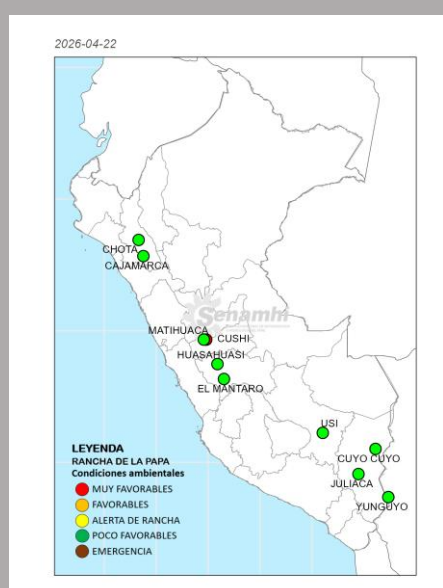 2026-04-22
CHOTA
CAJAMARCA
Senamhi
MATIHUACA
CUSHI
HUASAHUASI
EL MANTARO
USI
CUYO CUYO
JULIACA
YUNGUYO
LEYENDA
RANCHA DE LA PAPA
Condiciones ambientales
MUY FAVORABLES
FAVORABLES
ALERTA DE RANCHA
POCO FAVORABLES
EMERGENCIA